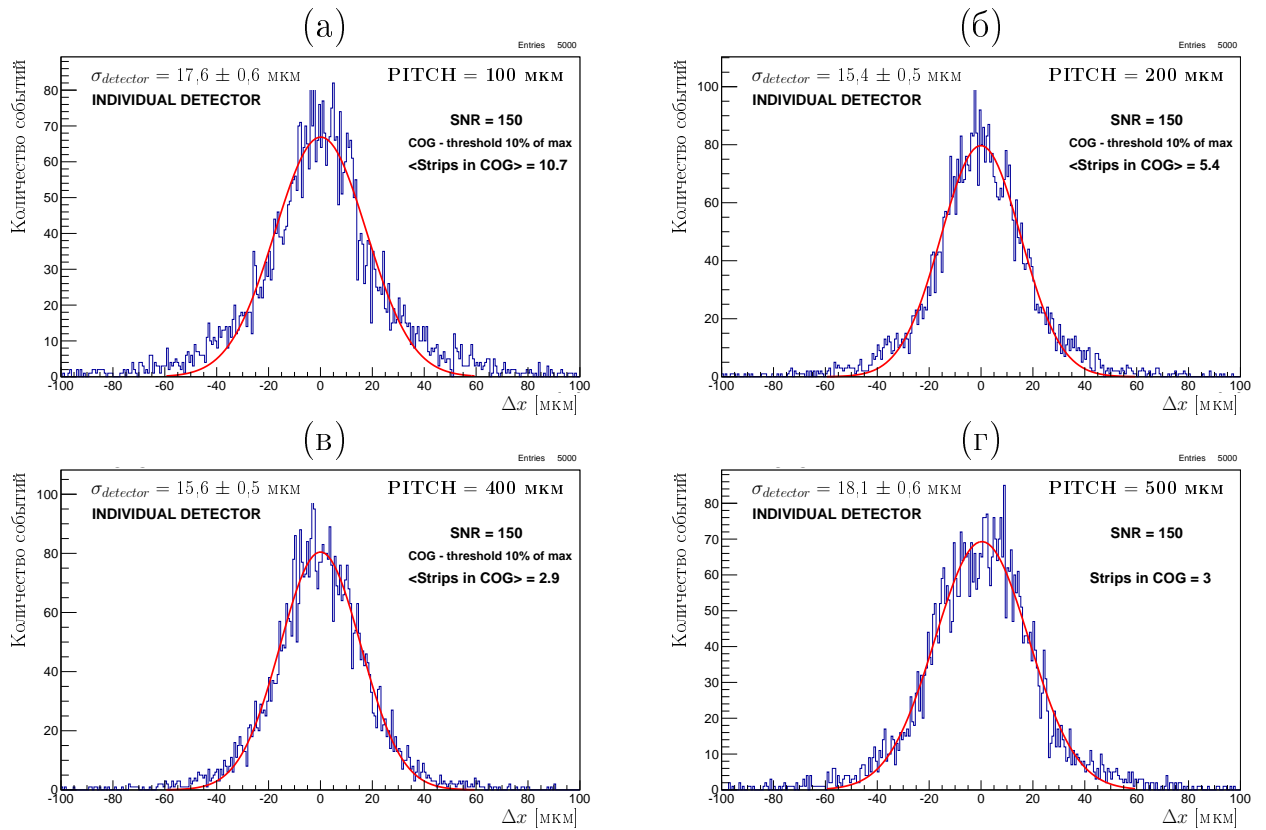 (а)
Entries 5000
σ_detector = 17,6 ± 0,6 мкм
PITCH = 100 мкм
INDIVIDUAL DETECTOR
SNR = 150
COG - threshold 10% of max
<Strips in COG> = 10.7
Количество событий
80
70
60
50
40
30
20
10
0
-100 -80 -60 -40 -20 0 20 40 60 80 100
Δx [мкм]
(б)
Entries 5000
σ_detector = 15,4 ± 0,5 мкм
PITCH = 200 мкм
INDIVIDUAL DETECTOR
SNR = 150
COG - threshold 10% of max
<Strips in COG> = 5.4
Количество событий
100
80
60
40
20
0
-100 -80 -60 -40 -20 0 20 40 60 80 100
Δx [мкм]
(в)
Entries 5000
σ_detector = 15,6 ± 0,5 мкм
PITCH = 400 мкм
INDIVIDUAL DETECTOR
SNR = 150
COG - threshold 10% of max
<Strips in COG> = 2.9
Количество событий
100
80
60
40
20
0
-100 -80 -60 -40 -20 0 20 40 60 80 100
Δx [мкм]
(г)
Entries 5000
σ_detector = 18,1 ± 0,6 мкм
PITCH = 500 мкм
INDIVIDUAL DETECTOR
SNR = 150
Strips in COG = 3
Количество событий
80
70
60
50
40
30
20
10
0
-100 -80 -60 -40 -20 0 20 40 60 80 100
Δx [мкм]